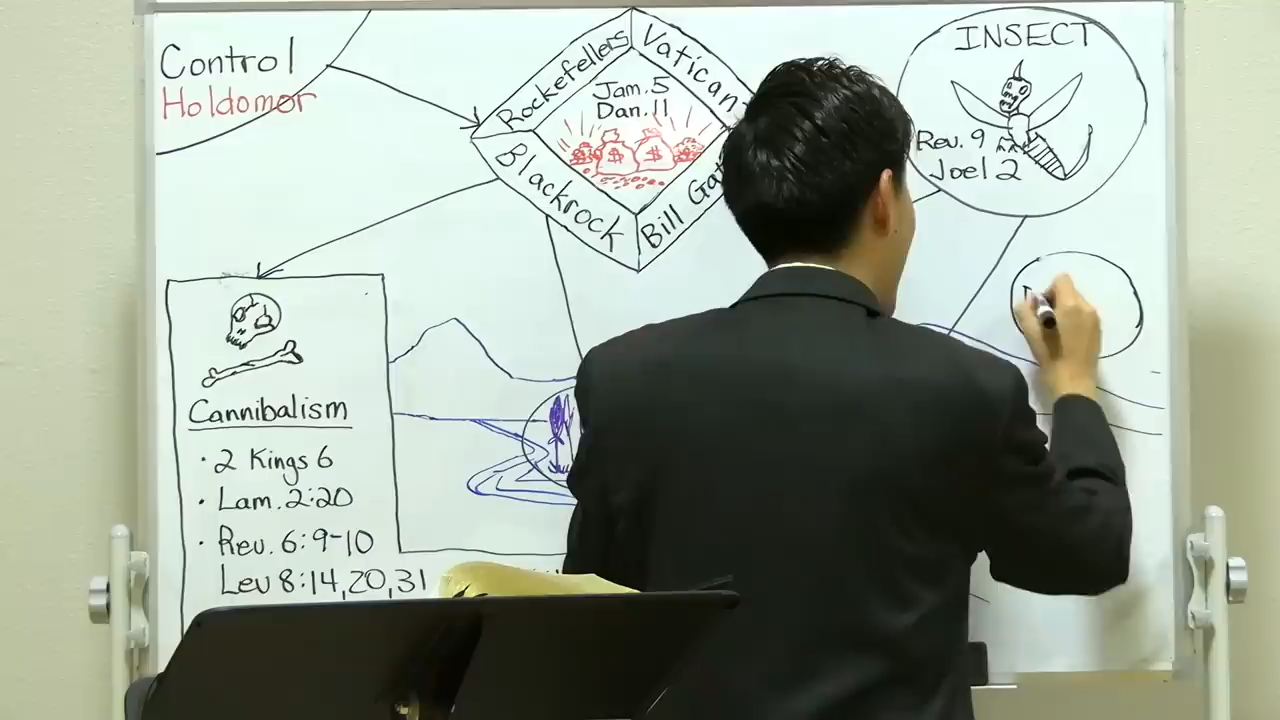 Control
Holdomor
Rockefellers
Vatican
Jam. 5
Dan. 11
$ $
Blackrock
Bill
INSECT
Rev. 9
Joel 2
Cannibalism
· 2 Kings 6
· Lam. 2:20
· Rev. 6:9-10
Lev 8:14,20,31